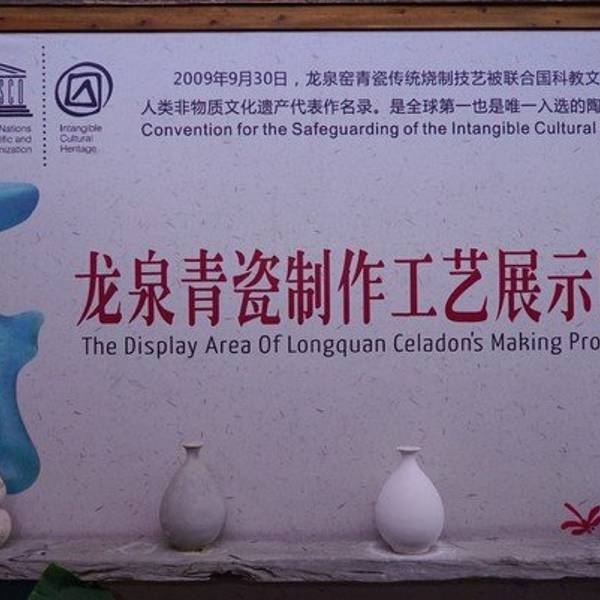 SCO
Nations
ific and
nization
Intangible
Cultural
Heritage
2009年9月30日，龙泉窑青瓷传统烧制技艺被联合国科教文
人类非物质文化遗产代表作名录。是全球第一也是唯一入选的陶
Convention for the Safeguarding of the Intangible Cultural
龙泉青瓷制作工艺展示
The Display Area Of Longquan Celadon's Making Pro